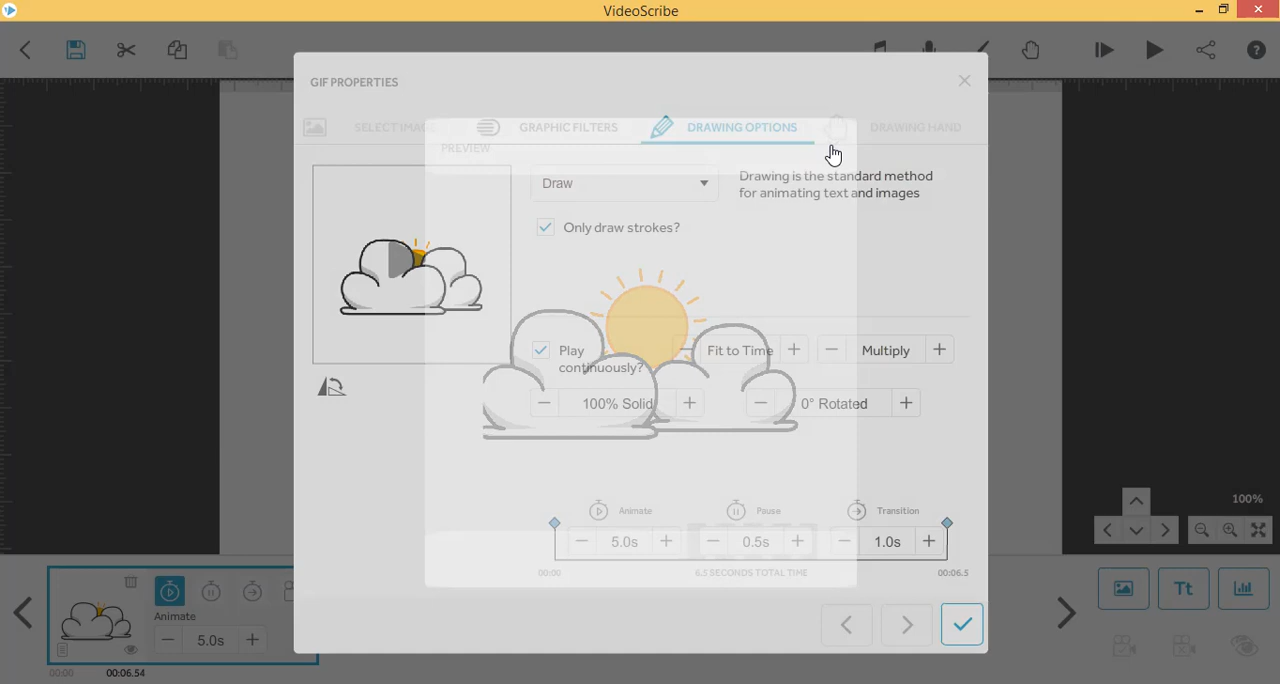 VideoScribe
GIF PROPERTIES
SELECT IMAGE
GRAPHIC FILTERS
DRAWING OPTIONS
DRAWING HAND
PREVIEW
Draw
Drawing is the standard method
for animating text and images
Only draw strokes?
Play
continuously?
Fit to Time
Multiply
100% Solid
0° Rotated
100%
Animate
Pause
Transition
5.0s
0.5s
1.0s
00:00
6.5 SECONDS TOTAL TIME
00:06.5
Animate
5.0s
Tt
00:00
00:06.54